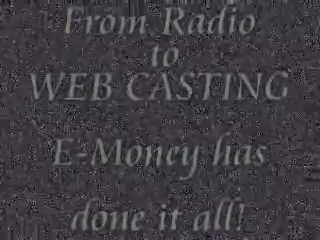 From Radio
to
WEB CASTING
E-Money has
done it all!